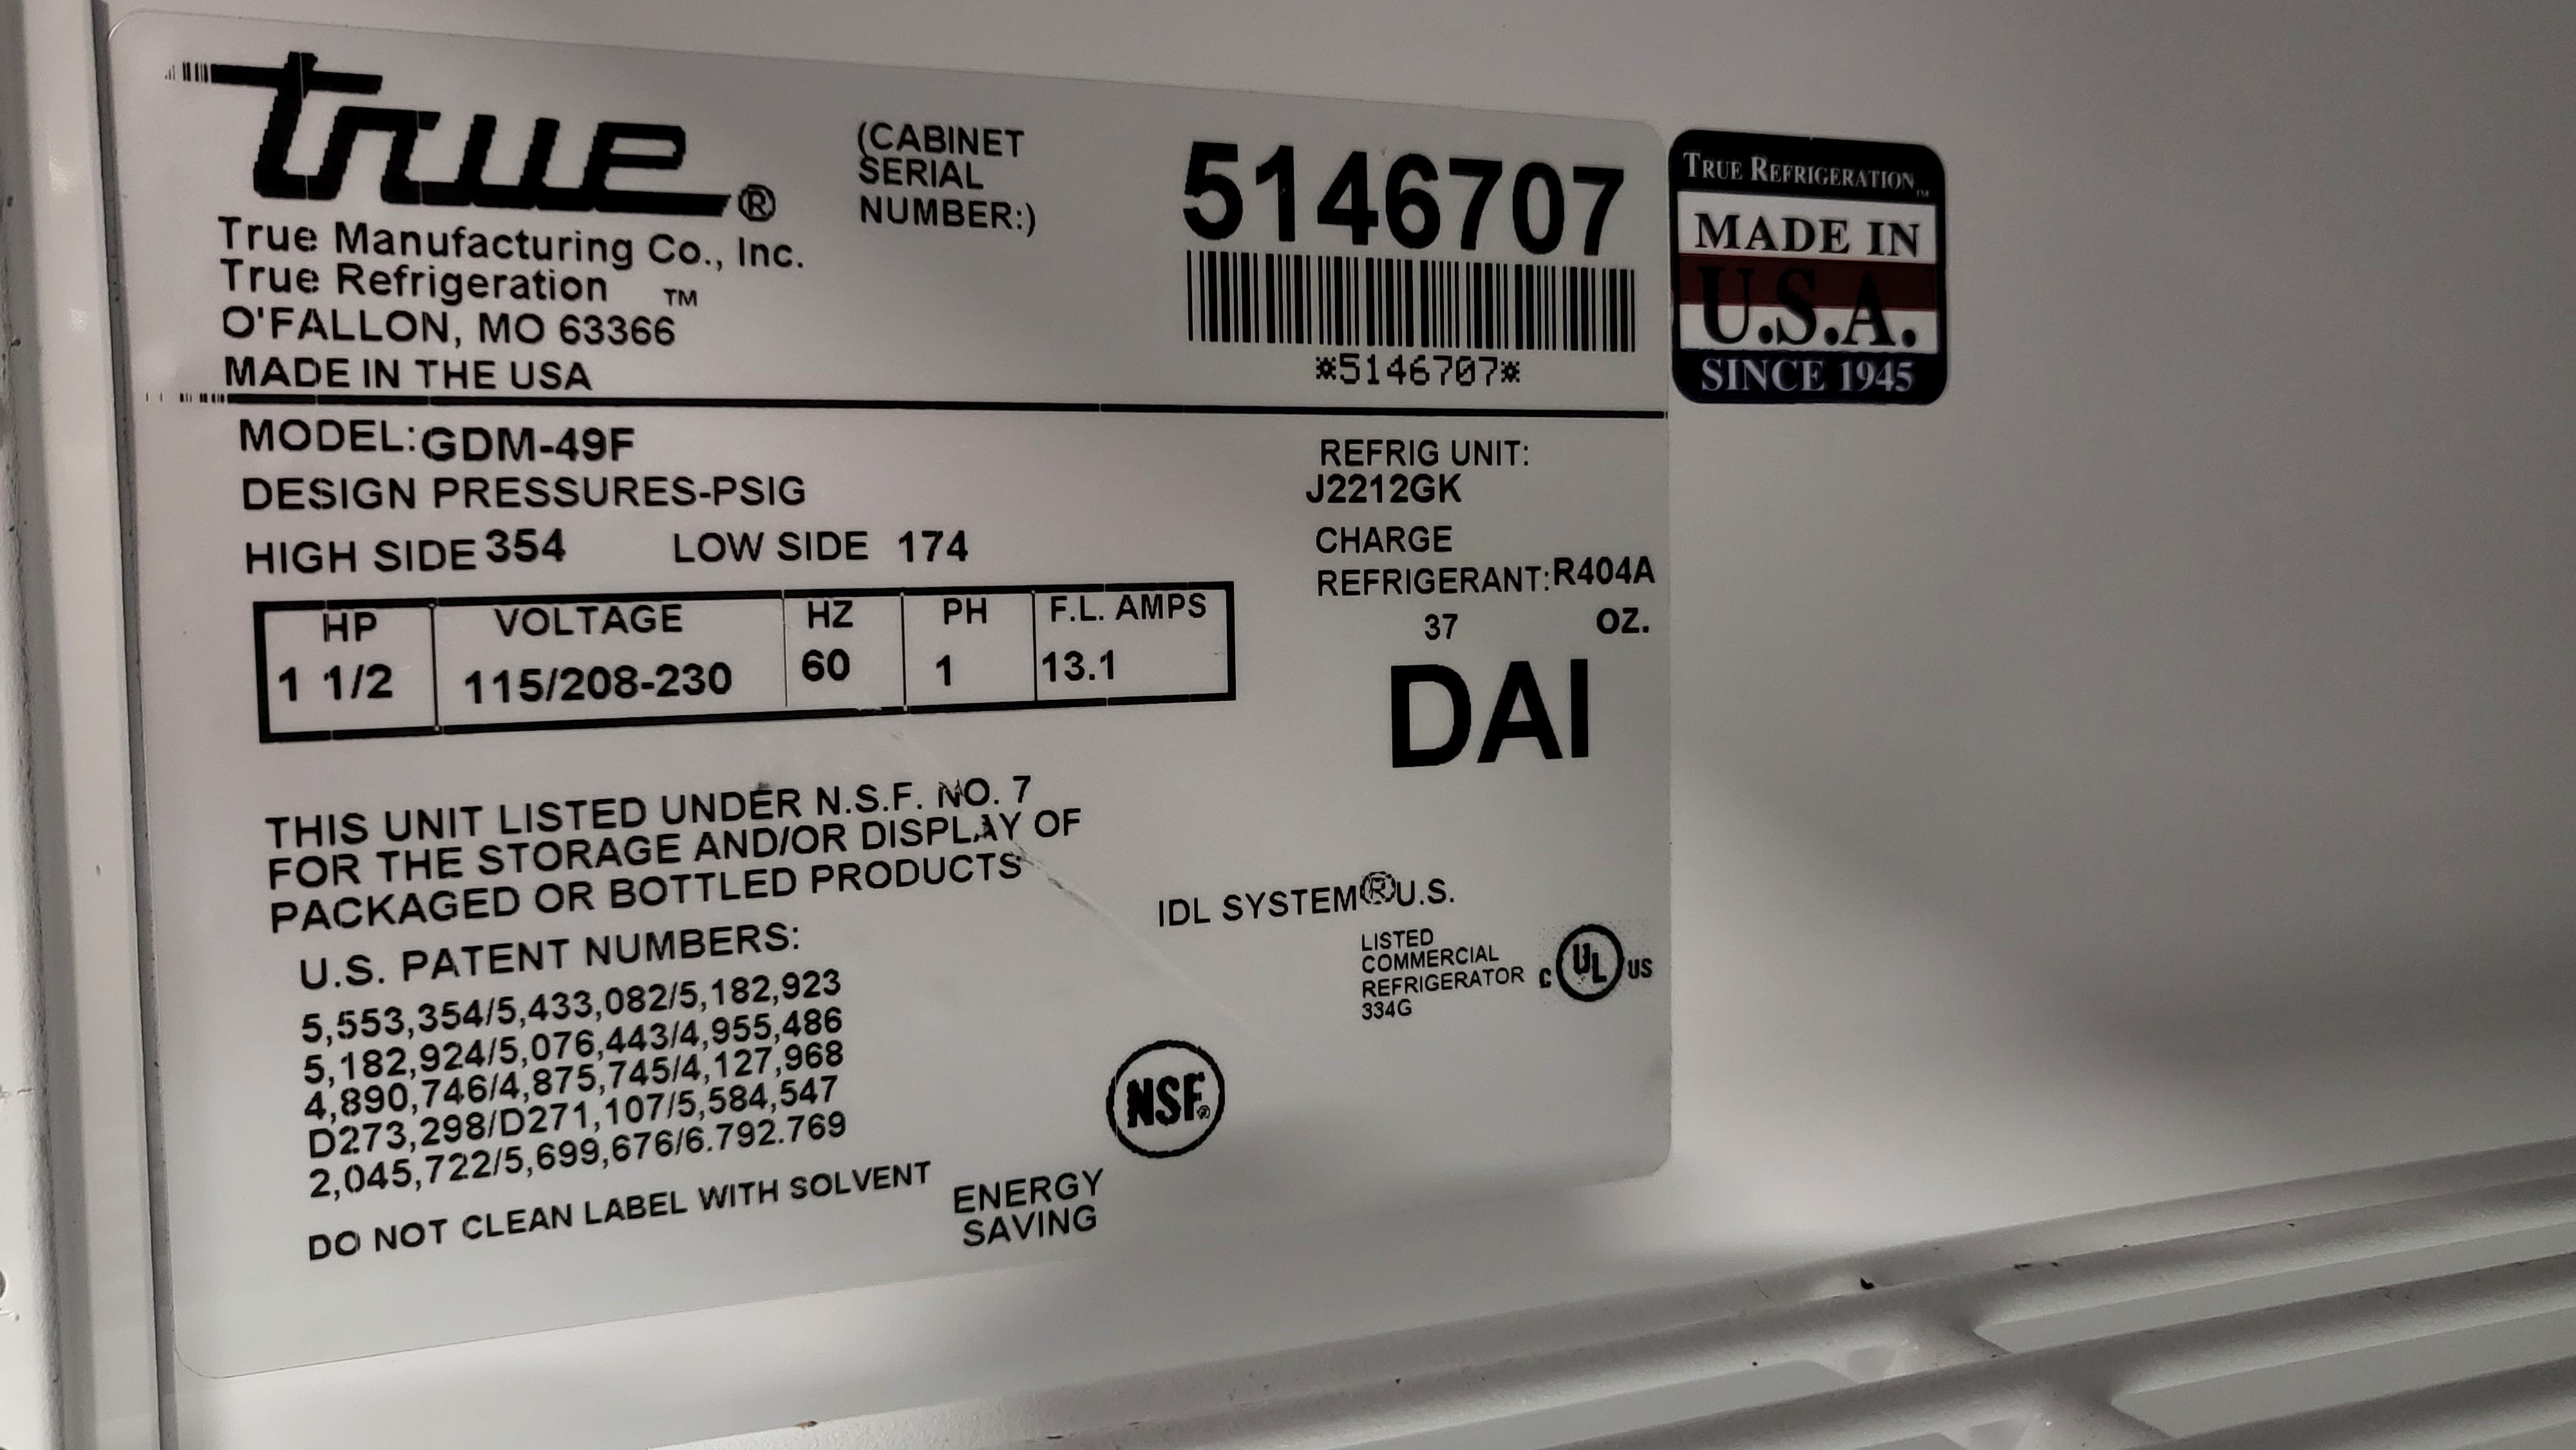 true®
True Manufacturing Co., Inc.
True Refrigeration ™
O'FALLON, MO 63366
MADE IN THE USA
(CABINET
SERIAL
NUMBER:)
5146707
*5146707*
TRUE REFRIGERATION™
MADE IN
U.S.A.
SINCE 1945
MODEL:GDM-49F
DESIGN PRESSURES-PSIG
HIGH SIDE 354 LOW SIDE 174
REFRIG UNIT:
J2212GK
CHARGE
REFRIGERANT:R404A
37 OZ.
DAI
HP VOLTAGE HZ PH F.L. AMPS
1 1/2 115/208-230 60 1 13.1
THIS UNIT LISTED UNDER N.S.F. NO. 7
FOR THE STORAGE AND/OR DISPLAY OF
PACKAGED OR BOTTLED PRODUCTS
U.S. PATENT NUMBERS:
5,553,354/5,433,082/5,182,923
5,182,924/5,076,443/4,955,486
4,890,746/4,875,745/4,127,968
D273,298/D271,107/5,584,547
2,045,722/5,699,676/6.792.769
DO NOT CLEAN LABEL WITH SOLVENT
IDL SYSTEM®U.S.
LISTED
COMMERCIAL
REFRIGERATOR
334G
C UL US
NSF®
ENERGY
SAVING